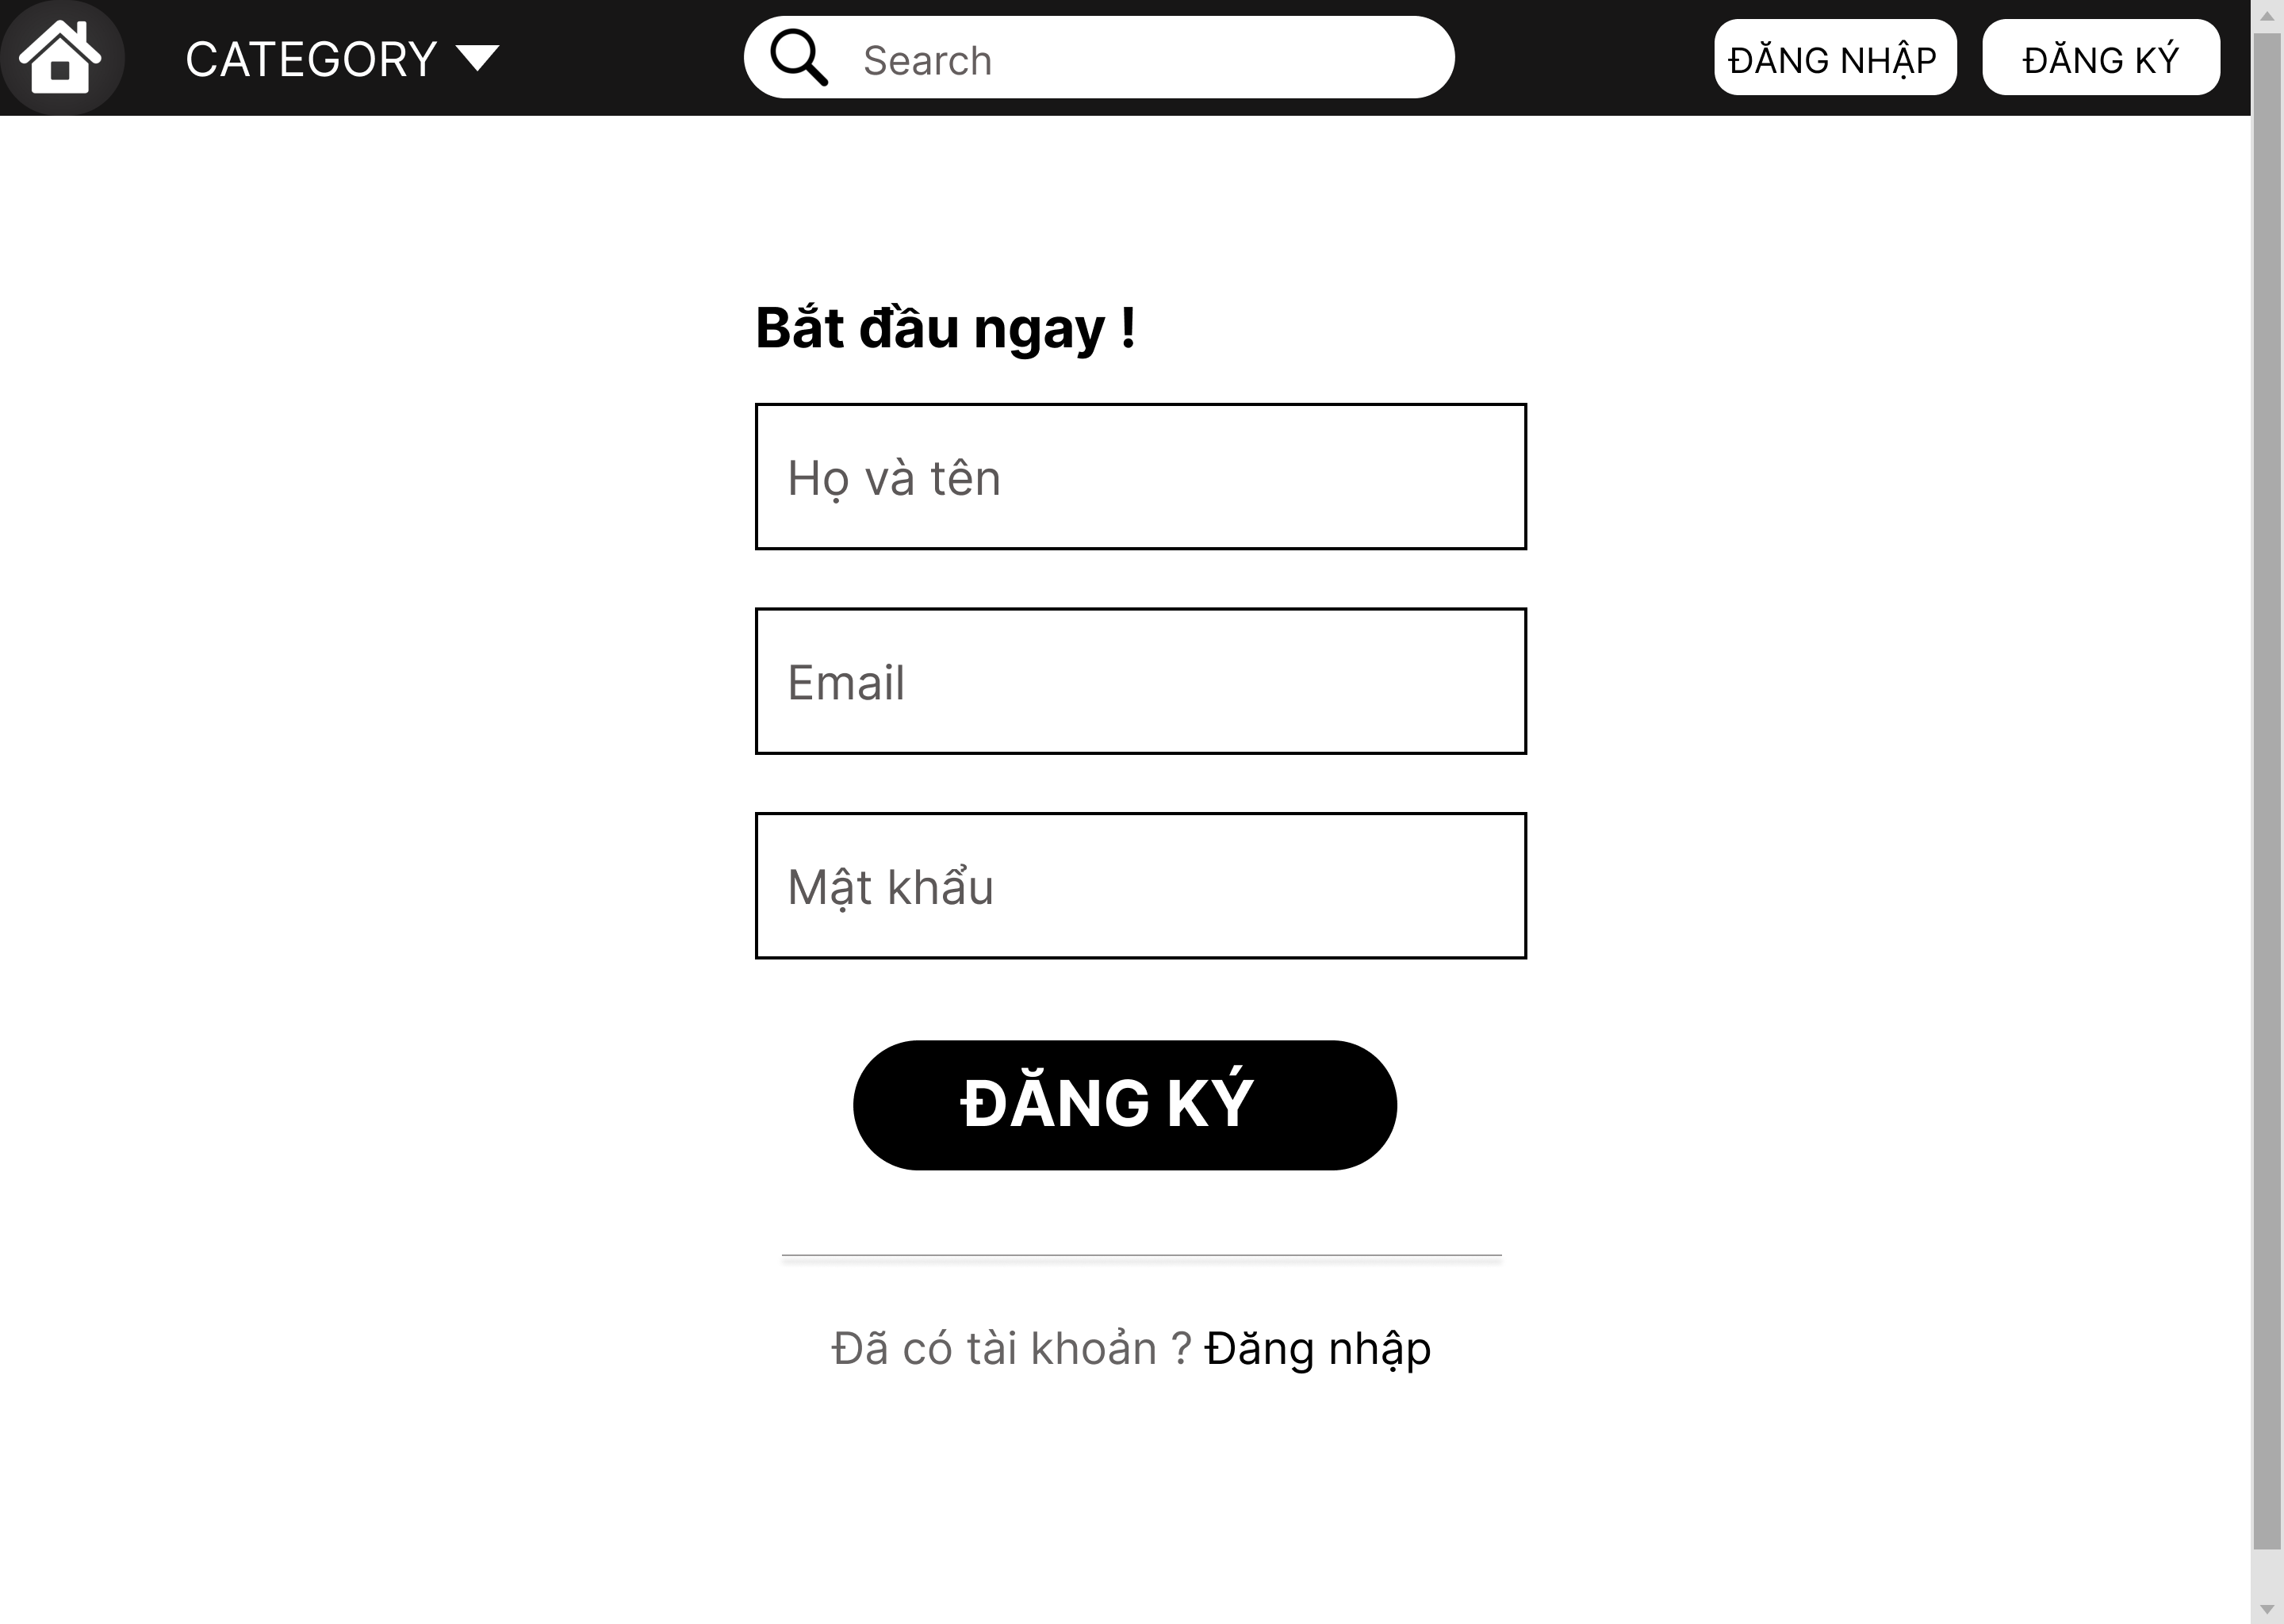 CATEGORY
Search
ĐĂNG NHẬP
ĐĂNG KÝ
Bắt đầu ngay !
Họ và tên
Email
Mật khẩu
ĐĂNG KÝ
Đã có tài khoản ? Đăng nhập